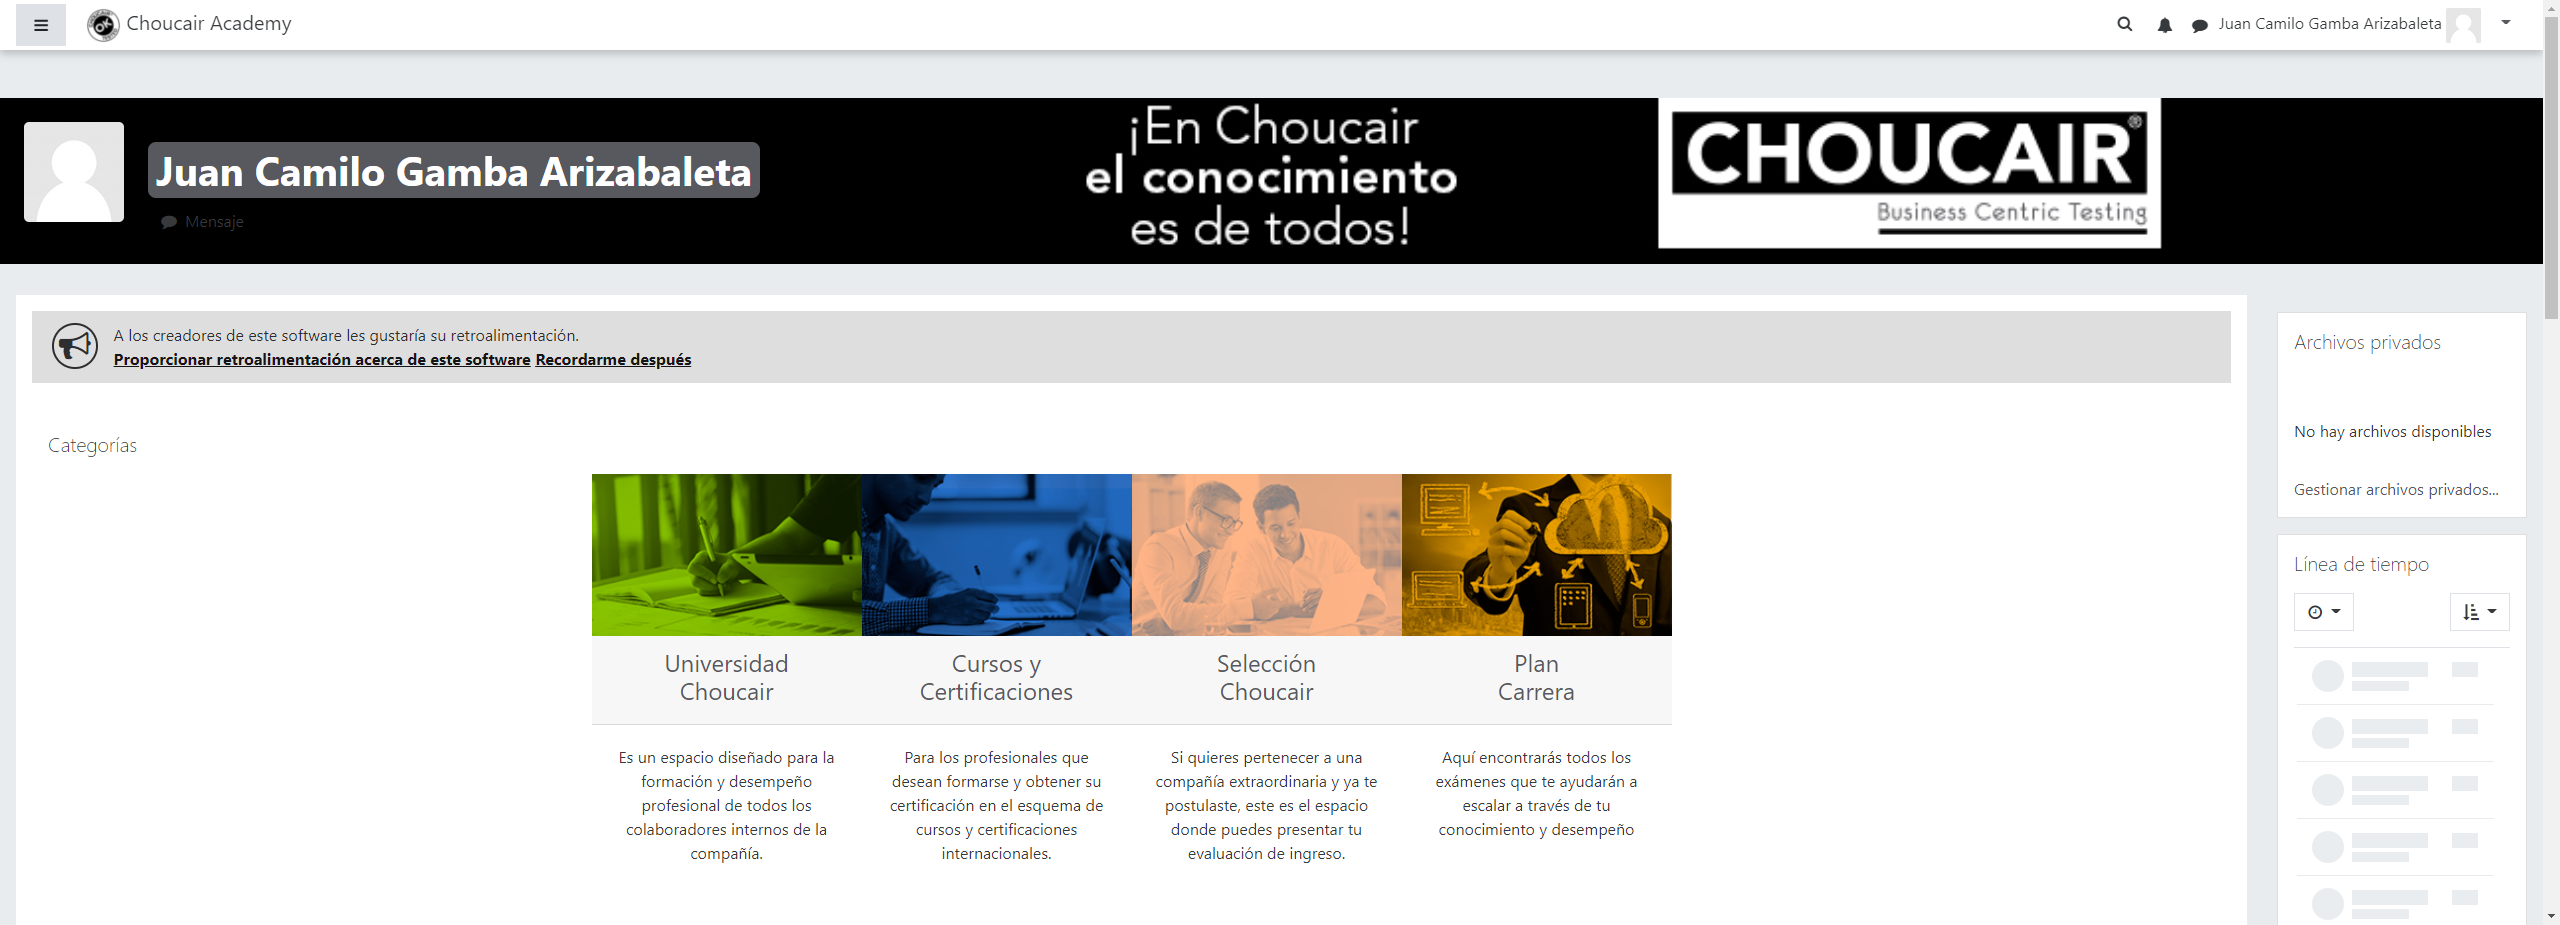 Choucair Academy
Juan Camilo Gamba Arizabaleta
Juan Camilo Gamba Arizabaleta
Mensaje
¡En Choucair
el conocimiento
es de todos!
CHOUCAIR®
Business Centric Testing
A los creadores de este software les gustaría su retroalimentación.
Proporcionar retroalimentación acerca de este software Recordarme después
Categorías
Universidad
Choucair
Es un espacio diseñado para la
formación y desempeño
profesional de todos los
colaboradores internos de la
compañía.
Cursos y
Certificaciones
Para los profesionales que
desean formarse y obtener su
certificación en el esquema de
cursos y certificaciones
internacionales.
Selección
Choucair
Si quieres pertenecer a una
compañía extraordinaria y ya te
postulaste, este es el espacio
donde puedes presentar tu
evaluación de ingreso.
Plan
Carrera
Aquí encontrarás todos los
exámenes que te ayudarán a
escalar a través de tu
conocimiento y desempeño
Archivos privados
No hay archivos disponibles
Gestionar archivos privados...
Línea de tiempo